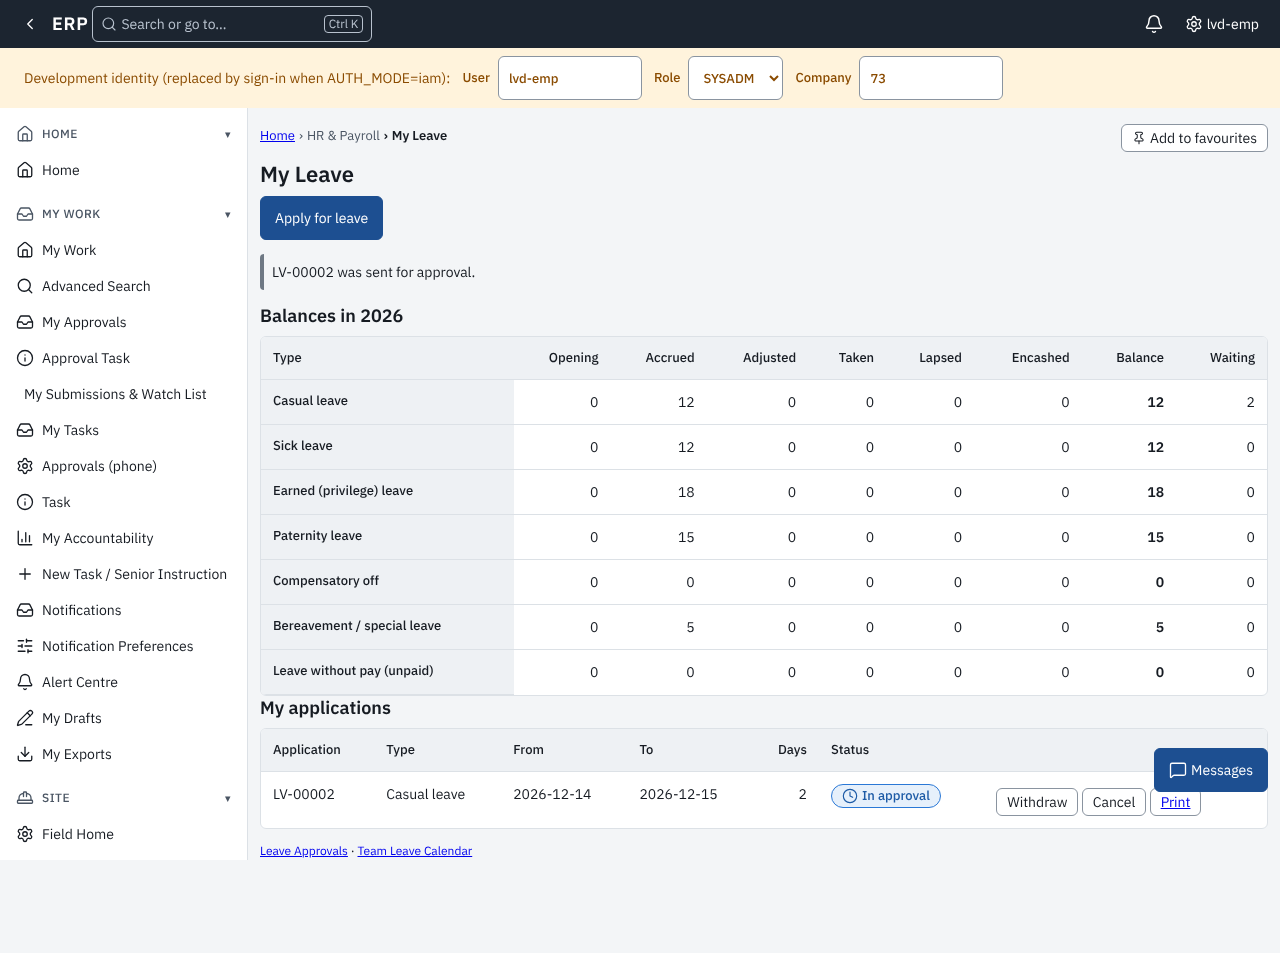 ERP
Search or go to...
Ctrl K
lvd-emp
Development identity (replaced by sign-in when AUTH_MODE=iam): User lvd-emp Role SYSADM Company 73
HOME
Home
MY WORK
My Work
Advanced Search
My Approvals
Approval Task
My Submissions & Watch List
My Tasks
Approvals (phone)
Task
My Accountability
New Task / Senior Instruction
Notifications
Notification Preferences
Alert Centre
My Drafts
My Exports
SITE
Field Home
Home › HR & Payroll › My Leave
Add to favourites
My Leave
Apply for leave
LV-00002 was sent for approval.
Balances in 2026
Type Opening Accrued Adjusted Taken Lapsed Encashed Balance Waiting
Casual leave 0 12 0 0 0 0 12 2
Sick leave 0 12 0 0 0 0 12 0
Earned (privilege) leave 0 18 0 0 0 0 18 0
Paternity leave 0 15 0 0 0 0 15 0
Compensatory off 0 0 0 0 0 0 0 0
Bereavement / special leave 0 5 0 0 0 0 5 0
Leave without pay (unpaid) 0 0 0 0 0 0 0 0
My applications
Application Type From To Days Status
LV-00002 Casual leave 2026-12-14 2026-12-15 2 In approval Withdraw Cancel Print
Messages
Leave Approvals · Team Leave Calendar